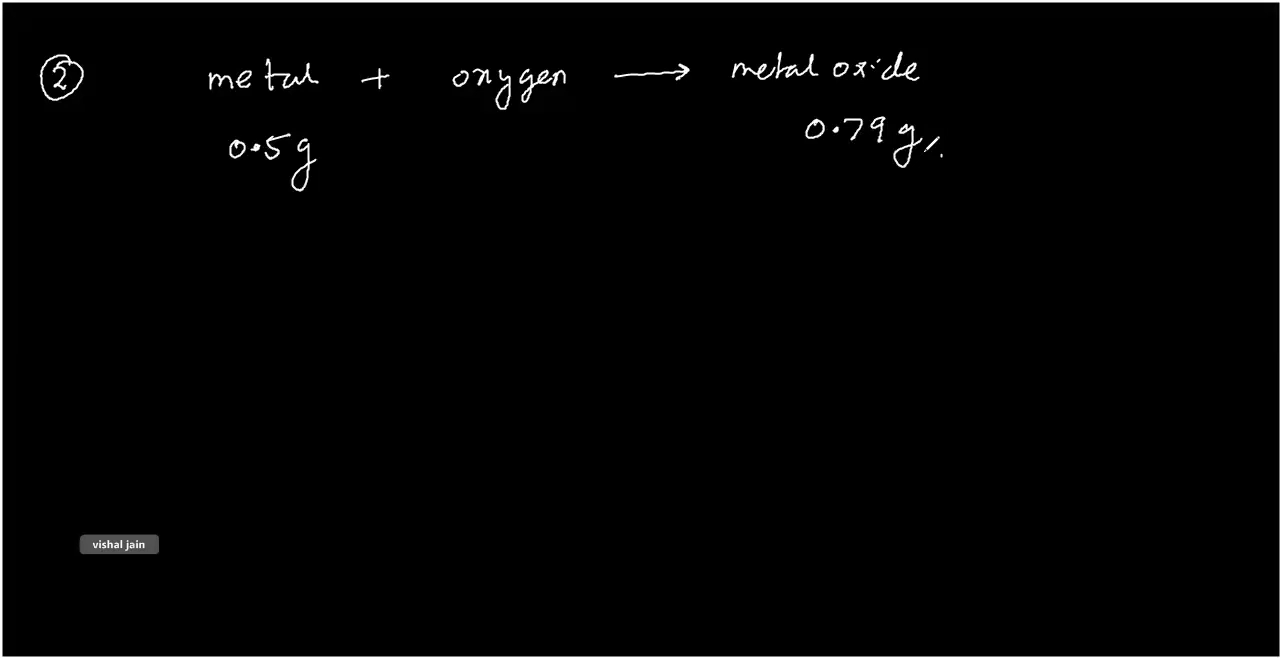 ② metal + oxygen → metal oxide
0.5g 0.79g
vishal jain